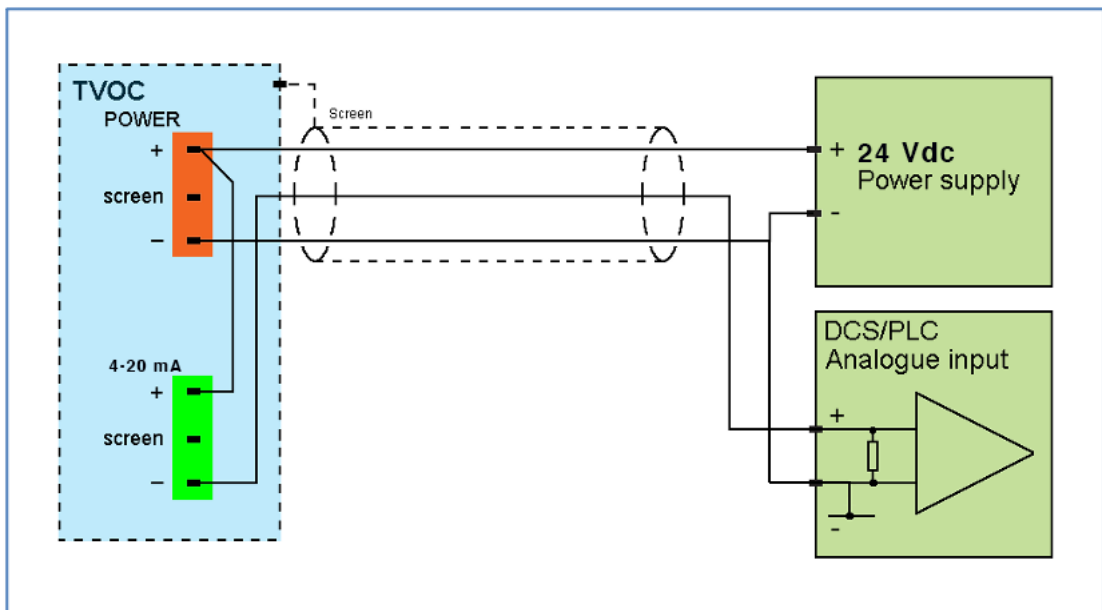 TVOC
POWER
+
screen
–
4-20 mA
+
screen
–
Screen
+ 24 Vdc
Power supply
-
DCS/PLC
Analogue input
+
-